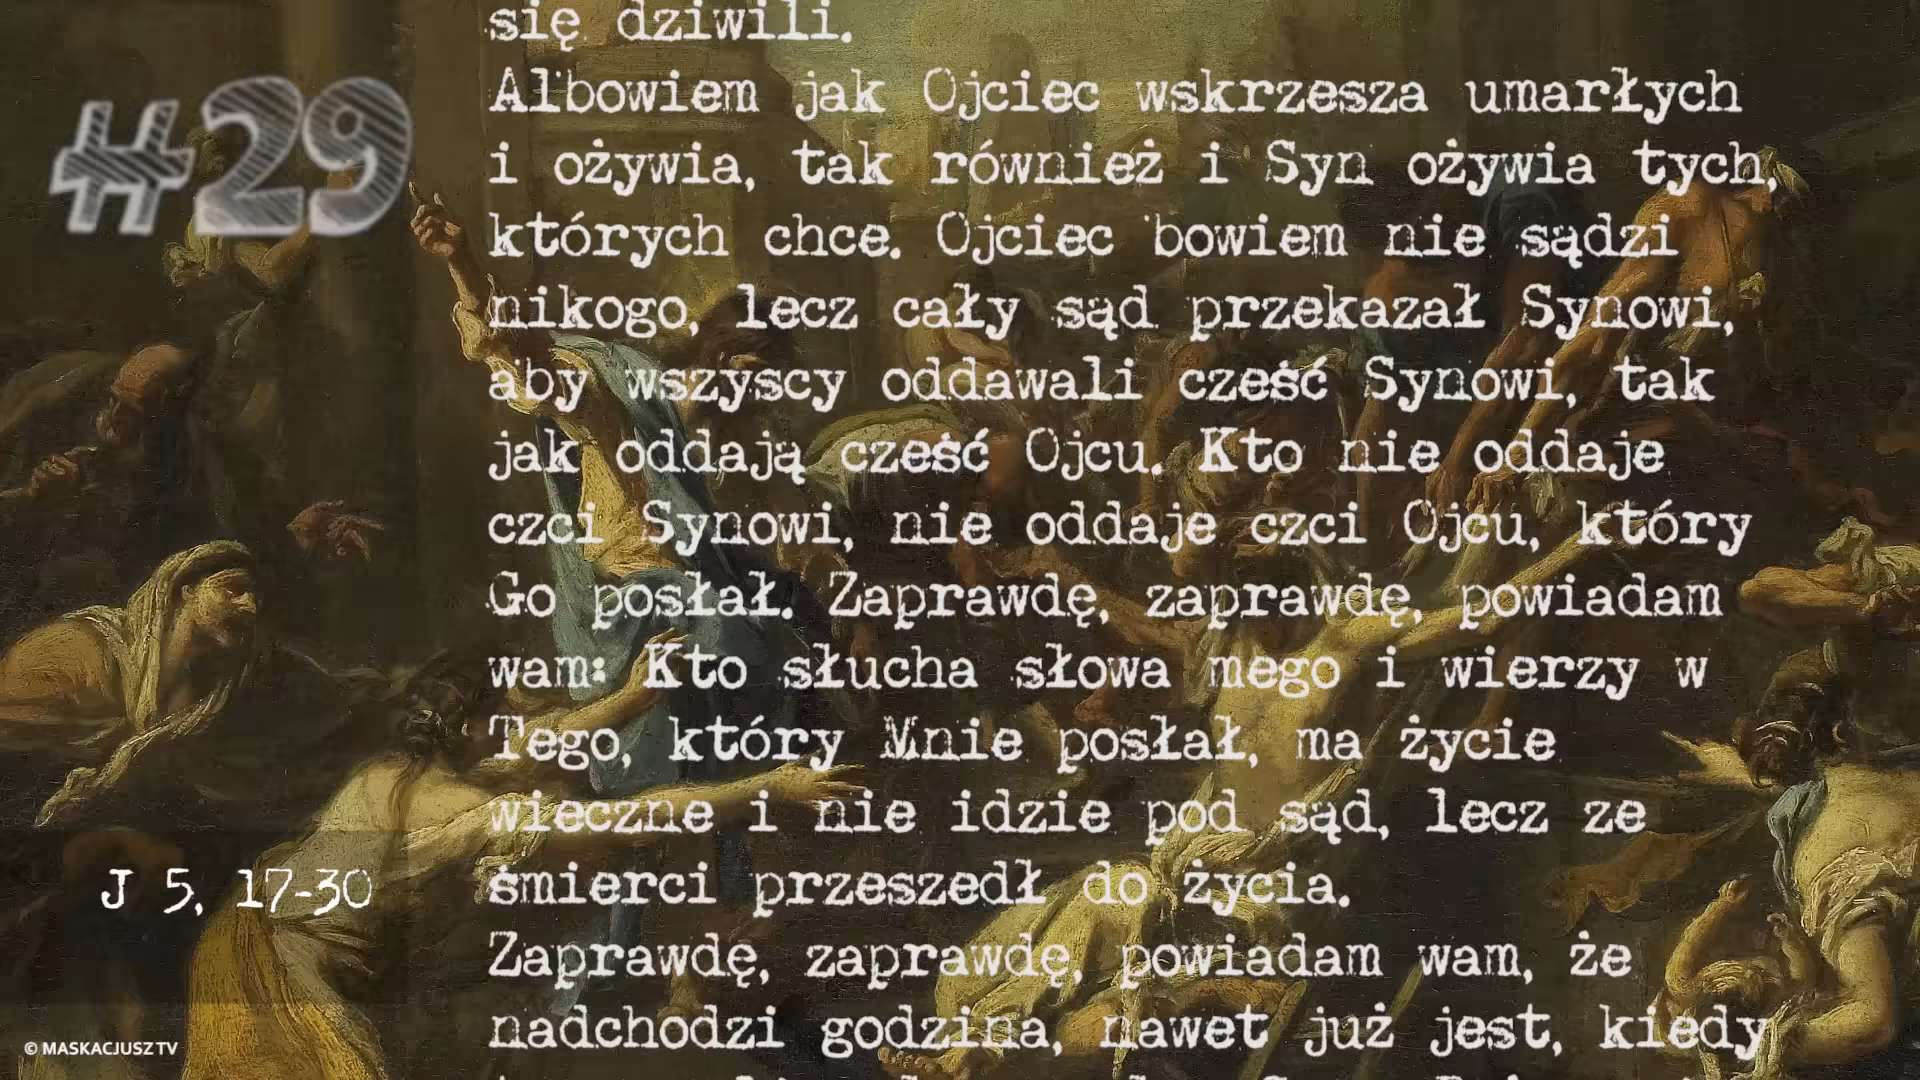 #29
się dziwili.
Albowiem jak Ojciec wskrzesza umarłych
i ożywia, tak również i Syn ożywia tych,
których chce. Ojciec bowiem nie sądzi
nikogo, lecz cały sąd przekazał Synowi,
aby wszyscy oddawali cześć Synowi, tak
jak oddają cześć Ojcu. Kto nie oddaje
czci Synowi, nie oddaje czci Ojcu, który
Go posłał. Zaprawdę, zaprawdę, powiadam
wam: Kto słucha słowa mego i wierzy w
Tego, który Mnie posłał, ma życie
wieczne i nie idzie pod sąd, lecz ze
śmierci przeszedł do życia.
Zaprawdę, zaprawdę, powiadam wam, że
nadchodzi godzina, nawet już jest, kiedy
J 5, 17-30
© MASKACJUSZ TV